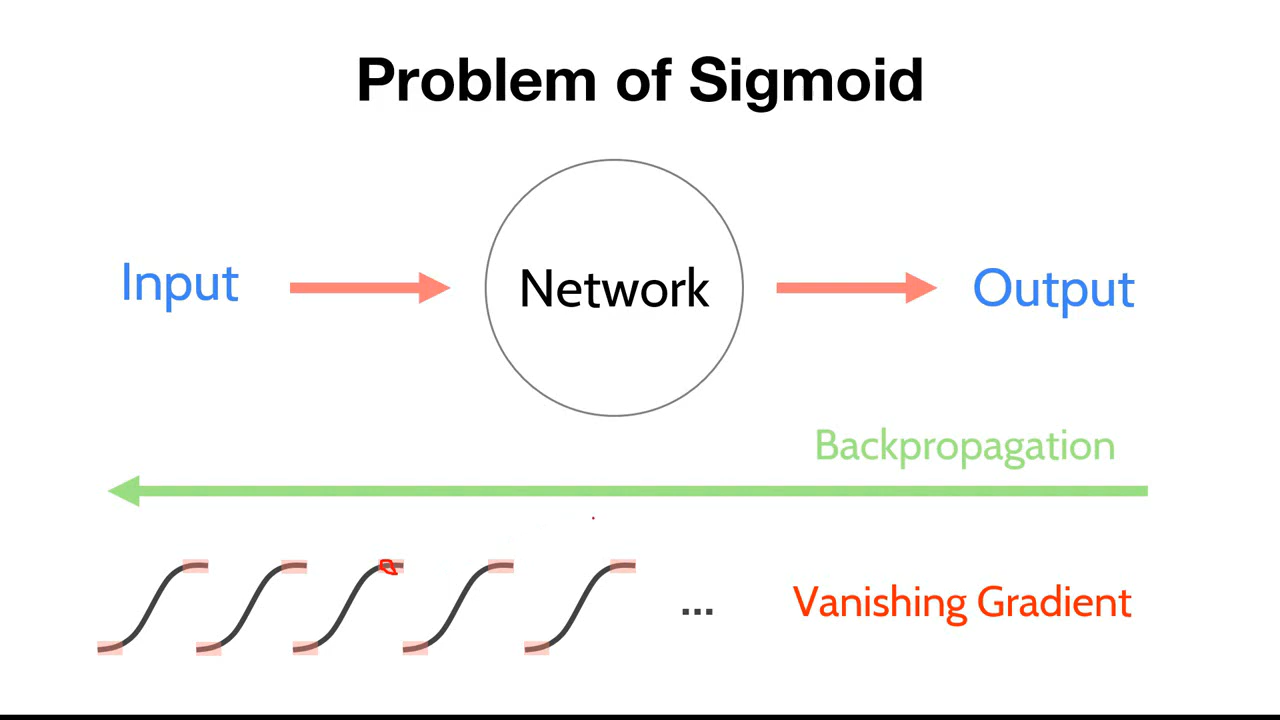 Problem of Sigmoid
Input
Network
Output
Backpropagation
...
Vanishing Gradient